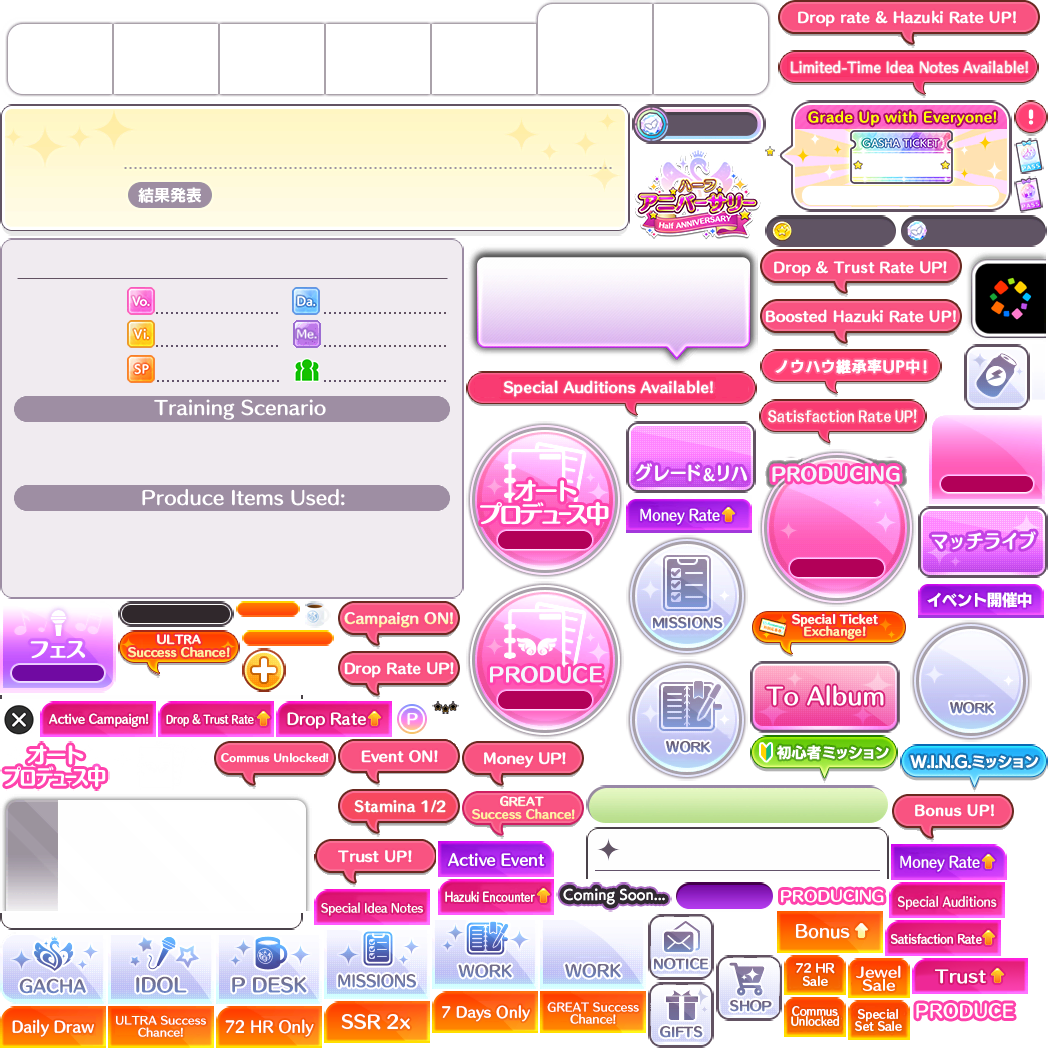 Drop rate & Hazuki Rate UP!
Limited-Time Idea Notes Available!
Grade Up with Everyone!
GASHA TICKET
!
PASS
PASS
結果発表
ハーフ
アニバーサリー
Half ANNIVERSARY
Vo.
Da.
Vi.
Me.
SP
Training Scenario
Produce Items Used:
Drop & Trust Rate UP!
Boosted Hazuki Rate UP!
ノウハウ継承率UP中!
Special Auditions Available!
Satisfaction Rate UP!
オート
プロデュース中
グレード&リハ
Money Rate
PRODUCING
マッチライブ
イベント開催中
MISSIONS
フェス
ULTRA
Success Chance!
Campaign ON!
Drop Rate UP!
PRODUCE
Special Ticket
Exchange!
WORK
To Album
WORK
Active Campaign!
Drop & Trust Rate
Drop Rate
P
オート
プロデュース中
Commus Unlocked!
Event ON!
Money UP!
初心者ミッション
W.I.N.G.ミッション
Stamina 1/2
GREAT
Success Chance!
Bonus UP!
Trust UP!
Active Event
Money Rate
Special Idea Notes
Hazuki Encounter
Coming Soon...
PRODUCING
Special Auditions
Bonus
Satisfaction Rate
GACHA
IDOL
P DESK
MISSIONS
WORK
WORK
NOTICE
SHOP
72 HR
Sale
Jewel
Sale
Trust
Daily Draw
ULTRA Success
Chance!
72 HR Only
SSR 2x
7 Days Only
GREAT Success
Chance!
GIFTS
Commus
Unlocked
Special
Set Sale
PRODUCE